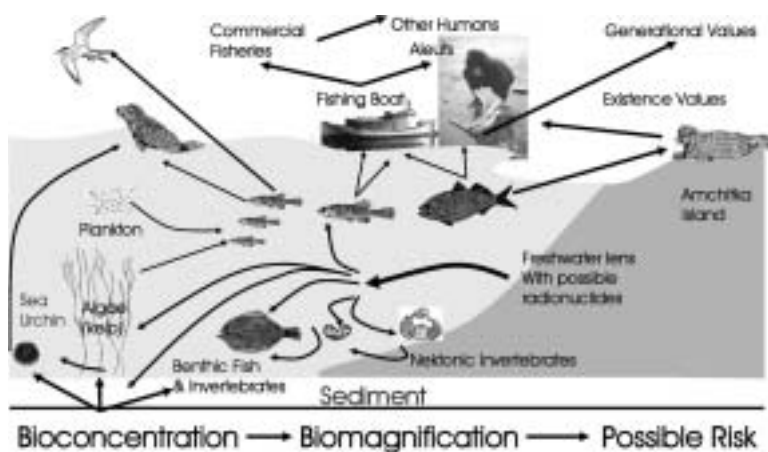 Commercial
Fisheries
Other Humans
Aleuts
Generational Values
Fishing Boat
Existence Values
Amchitka
Island
Plankton
Freshwater lens
With possible
radionuclides
Sea
Urchin
Algae
(kelp)
Benthic Fish
& Invertebrates
Nektonic Invertebrates
Sediment
Bioconcentration Biomagnification Possible Risk